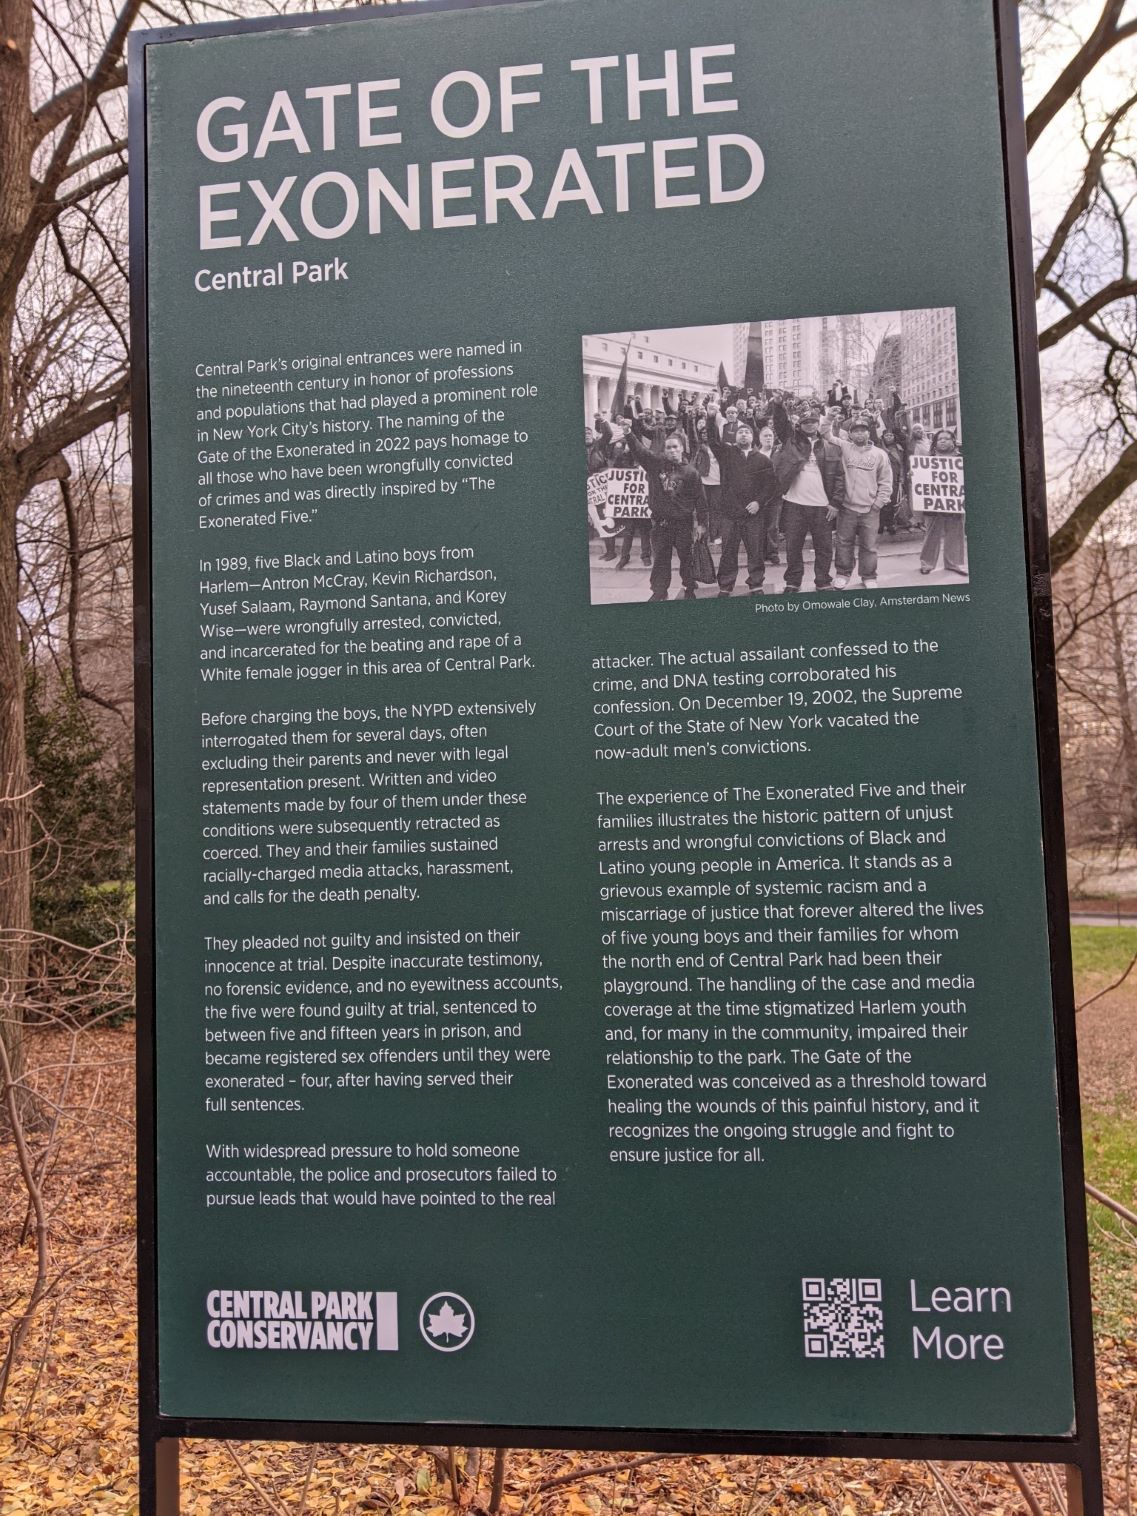 GATE OF THE
EXONERATED
Central Park
Central Park's original entrances were named in
the nineteenth century in honor of professions
and populations that had played a prominent role
in New York City's history. The naming of the
Gate of the Exonerated in 2022 pays homage to
all those who have been wrongfully convicted
of crimes and was directly inspired by “The
Exonerated Five.”
In 1989, five Black and Latino boys from
Harlem—Antron McCray, Kevin Richardson,
Yusef Salaam, Raymond Santana, and Korey
Wise—were wrongfully arrested, convicted,
and incarcerated for the beating and rape of a
White female jogger in this area of Central Park.
Before charging the boys, the NYPD extensively
interrogated them for several days, often
excluding their parents and never with legal
representation present. Written and video
statements made by four of them under these
conditions were subsequently retracted as
coerced. They and their families sustained
racially-charged media attacks, harassment,
and calls for the death penalty.
They pleaded not guilty and insisted on their
innocence at trial. Despite inaccurate testimony,
no forensic evidence, and no eyewitness accounts,
the five were found guilty at trial, sentenced to
between five and fifteen years in prison, and
became registered sex offenders until they were
exonerated – four, after having served their
full sentences.
With widespread pressure to hold someone
accountable, the police and prosecutors failed to
pursue leads that would have pointed to the real
JUSTI
FOR
CENTRA
PARK
JUSTIC
FOR
CENTRA
PARK
Photo by Omowale Clay, Amsterdam News
attacker. The actual assailant confessed to the
crime, and DNA testing corroborated his
confession. On December 19, 2002, the Supreme
Court of the State of New York vacated the
now-adult men's convictions.
The experience of The Exonerated Five and their
families illustrates the historic pattern of unjust
arrests and wrongful convictions of Black and
Latino young people in America. It stands as a
grievous example of systemic racism and a
miscarriage of justice that forever altered the lives
of five young boys and their families for whom
the north end of Central Park had been their
playground. The handling of the case and media
coverage at the time stigmatized Harlem youth
and, for many in the community, impaired their
relationship to the park. The Gate of the
Exonerated was conceived as a threshold toward
healing the wounds of this painful history, and it
recognizes the ongoing struggle and fight to
ensure justice for all.
CENTRAL PARK
CONSERVANCY
Learn
More